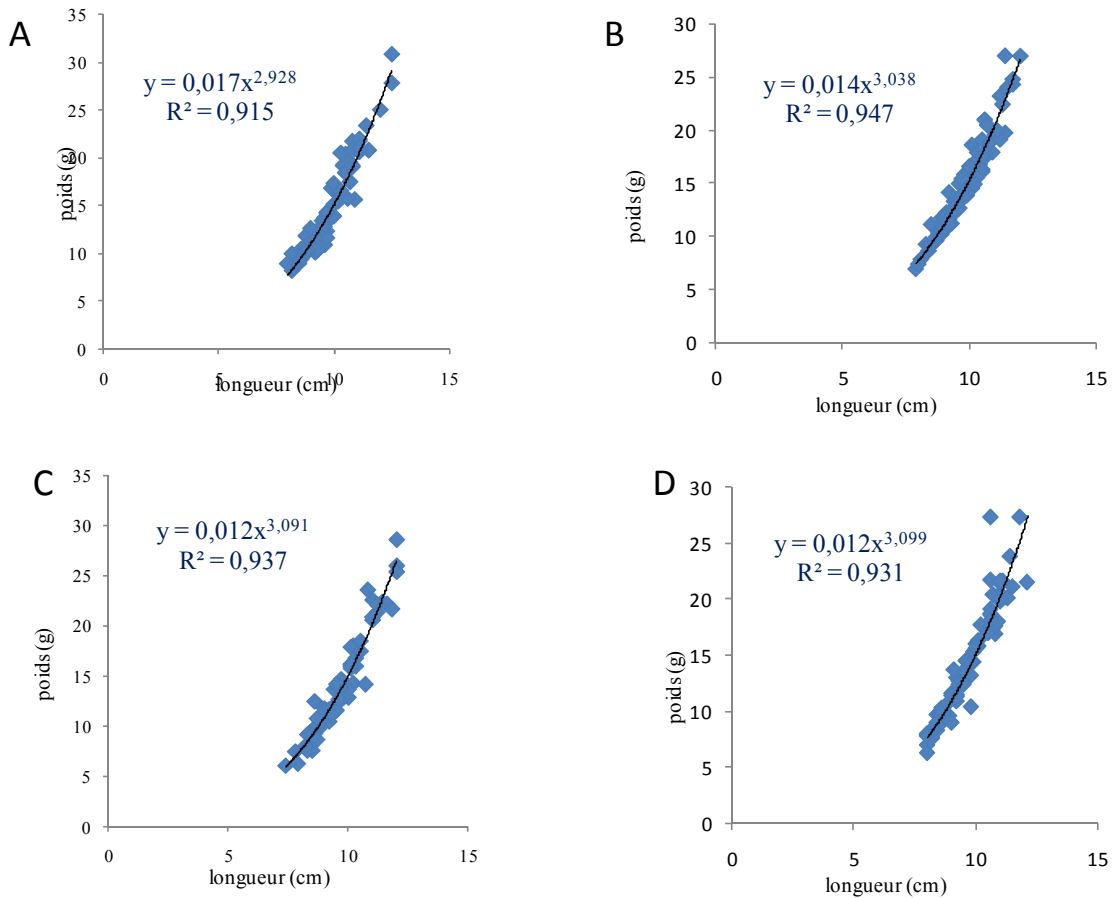 A
35
30
25
20
15
10
5
0
poids (g)
y = 0,017x^2,928
R² = 0,915
0 5 10 15
longueur (cm)
B
30
25
20
15
10
5
0
poids (g)
y = 0,014x^3,038
R² = 0,947
0 5 10 15
longueur (cm)
C
35
30
25
20
15
10
5
0
poids (g)
y = 0,012x^3,091
R² = 0,937
0 5 10 15
longueur (cm)
D
30
25
20
15
10
5
0
poids (g)
y = 0,012x^3,099
R² = 0,931
0 5 10 15
longueur (cm)